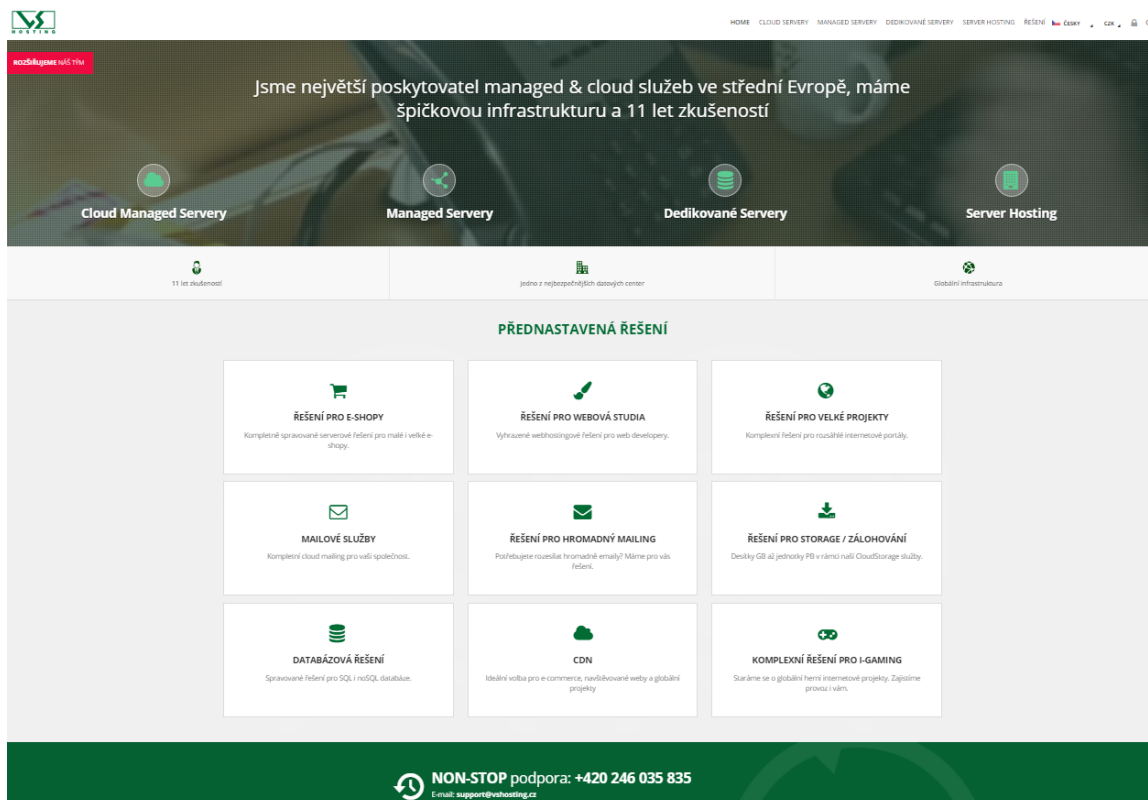 VS
HOSTING
HOME CLOUD SERVERY MANAGED SERVERY DEDIKOVANÉ SERVERY SERVER HOSTING ŘEŠENÍ ČESKY CZK
ROZŠIŘUJEME NÁŠ TÝM
Jsme největší poskytovatel managed & cloud služeb ve střední Evropě, máme
špičkovou infrastrukturu a 11 let zkušeností
Cloud Managed Servery
Managed Servery
Dedikované Servery
Server Hosting
11 let zkušeností
Jedno z nejbezpečnějších datových center
Globální infrastruktura
PŘEDNASTAVENÁ ŘEŠENÍ
ŘEŠENÍ PRO E-SHOPY
Kompletně spravované serverové řešení pro malé i velké e-
shopy.
ŘEŠENÍ PRO WEBOVÁ STUDIA
Vyhrazené webhostingové řešení pro web developery.
ŘEŠENÍ PRO VELKÉ PROJEKTY
Komplexní řešení pro rozsáhlé internetové portály.
MAILOVÉ SLUŽBY
Kompletní cloud mailing pro vaši společnost.
ŘEŠENÍ PRO HROMADNÝ MAILING
Potřebujete rozesílat hromadně emaily? Máme pro vás
řešení.
ŘEŠENÍ PRO STORAGE / ZÁLOHOVÁNÍ
Desítky GB až jednotky PB v rámci naší CloudStorage služby.
DATABÁZOVÁ ŘEŠENÍ
Spravované řešení pro SQL i noSQL databáze.
CDN
Ideální volba pro e-commerce, navštěvované weby a globální
projekty
KOMPLEXNÍ ŘEŠENÍ PRO I-GAMING
Staráme se o globální herní internetové projekty. Zajistíme
provoz i vám.
NON-STOP podpora: +420 246 035 835
E-mail: support@vshosting.cz